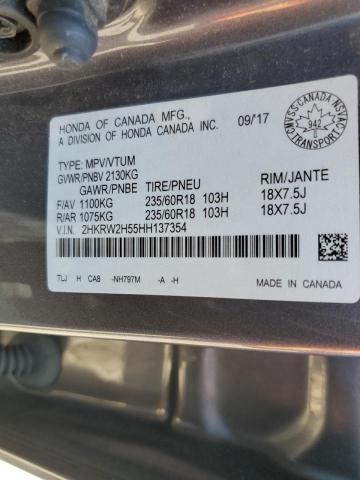 HONDA OF CANADA MFG.,
A DIVISION OF HONDA CANADA INC.
09/17
CMVSS-CANADA-NSVAC
942
TRANSPORT
TYPE: MPV/VTUM
GVWR/PNBV 2130KG
GAWR/PNBE TIRE/PNEU RIM/JANTE
F/AV 1100KG 235/60R18 103H 18X7.5J
R/AR 1075KG 235/60R18 103H 18X7.5J
V.I.N. 2HKRW2H55HH137354
TLJ H CA8 -NH797M -A -H
MADE IN CANADA